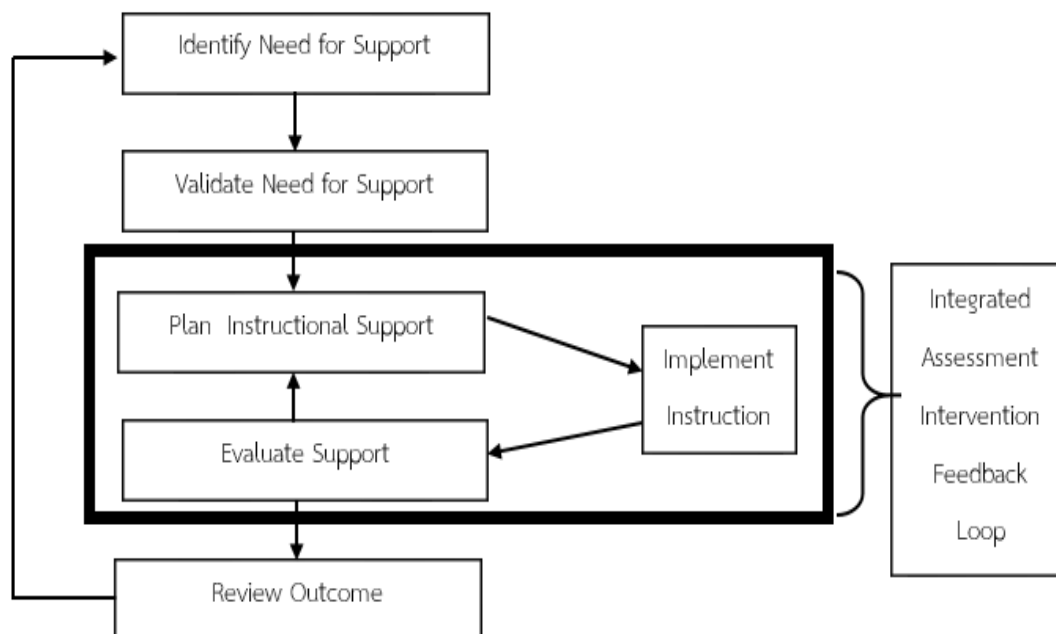 Identify Need for Support
Validate Need for Support
Plan Instructional Support
Implement
Instruction
Evaluate Support
Review Outcome
Integrated
Assessment
Intervention
Feedback
Loop